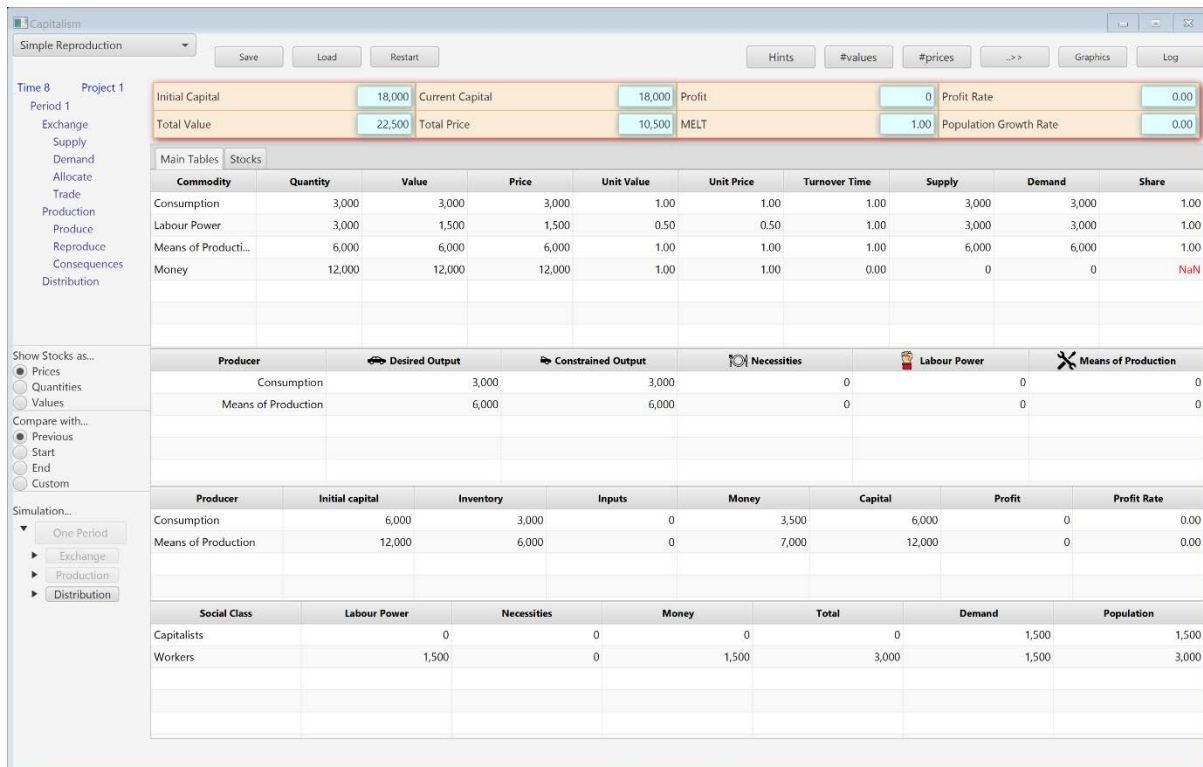 Capitalism
Simple Reproduction
Save Load Restart Hints #values #prices ..>> Graphics Log
Time 8 Project 1
Period 1
Exchange
Supply
Demand
Allocate
Trade
Production
Produce
Reproduce
Consequences
Distribution
Initial Capital 18,000 Current Capital 18,000 Profit 0 Profit Rate 0.00
Total Value 22,500 Total Price 10,500 MELT 1.00 Population Growth Rate 0.00
Main Tables Stocks
Commodity Quantity Value Price Unit Value Unit Price Turnover Time Supply Demand Share
Consumption 3,000 3,000 3,000 1.00 1.00 1.00 3,000 3,000 1.00
Labour Power 3,000 1,500 1,500 0.50 0.50 1.00 3,000 3,000 1.00
Means of Producti... 6,000 6,000 6,000 1.00 1.00 1.00 6,000 6,000 1.00
Money 12,000 12,000 12,000 1.00 1.00 0.00 0 0 NaN
Show Stocks as...
Prices
Quantities
Values
Compare with...
Previous
Start
End
Custom
Simulation...
One Period
Exchange
Production
Distribution
Producer Desired Output Constrained Output Necessities Labour Power Means of Production
Consumption 3,000 3,000 0 0 0
Means of Production 6,000 6,000 0 0 0
Producer Initial capital Inventory Inputs Money Capital Profit Profit Rate
Consumption 6,000 3,000 0 3,500 6,000 0 0.00
Means of Production 12,000 6,000 0 7,000 12,000 0 0.00
Social Class Labour Power Necessities Money Total Demand Population
Capitalists 0 0 0 0 1,500 1,500
Workers 1,500 0 1,500 3,000 1,500 3,000